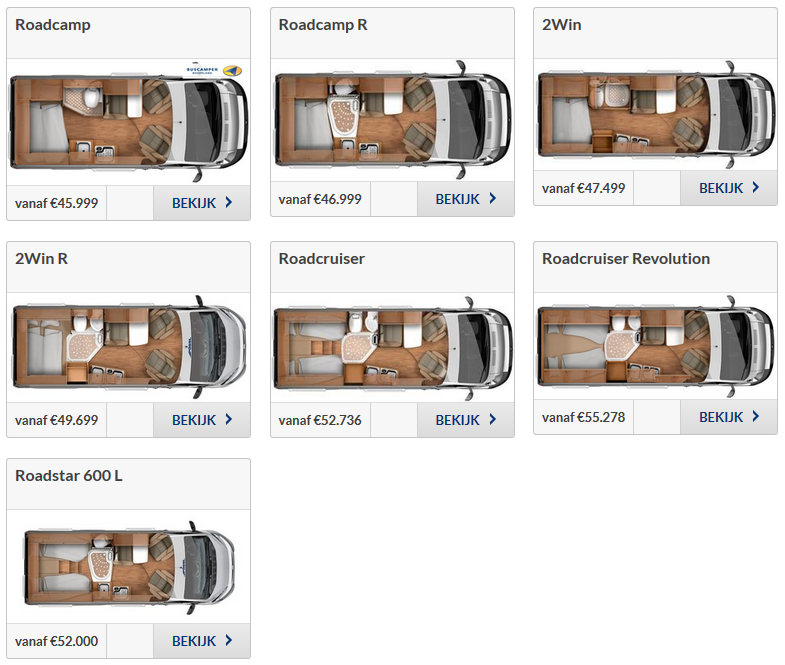 Roadcamp
BUSCAMPER
vanaf €45.999
BEKIJK
Roadcamp R
vanaf €46.999
BEKIJK
2Win
vanaf €47.499
BEKIJK
2Win R
vanaf €49.699
BEKIJK
Roadcruiser
vanaf €52.736
BEKIJK
Roadcruiser Revolution
vanaf €55.278
BEKIJK
Roadstar 600 L
vanaf €52.000
BEKIJK